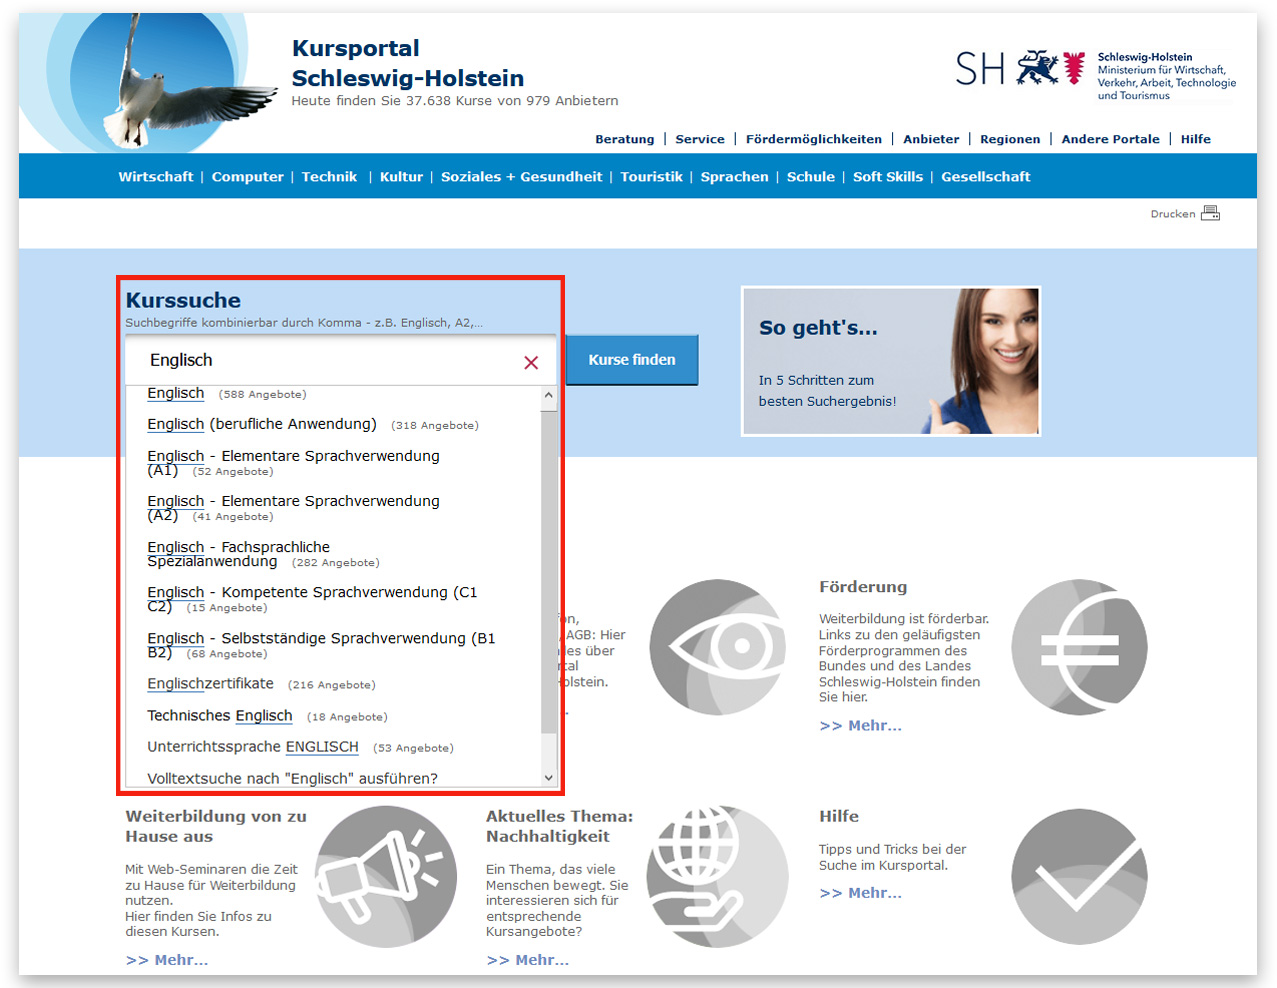 Kursportal
Schleswig-Holstein
Heute finden Sie 37.638 Kurse von 979 Anbietern
SH
Schleswig-Holstein
Ministerium für Wirtschaft,
Verkehr, Arbeit, Technologie
und Tourismus
Beratung | Service | Fördermöglichkeiten | Anbieter | Regionen | Andere Portale | Hilfe
Wirtschaft | Computer | Technik | Kultur | Soziales + Gesundheit | Touristik | Sprachen | Schule | Soft Skills | Gesellschaft
Drucken
Kurssuche
Suchbegriffe kombinierbar durch Komma - z.B. Englisch, A2,...
Englisch
Kurse finden
So geht's...
In 5 Schritten zum
besten Suchergebnis!
Englisch (588 Angebote)
Englisch (berufliche Anwendung) (318 Angebote)
Englisch - Elementare Sprachverwendung
(A1) (52 Angebote)
Englisch - Elementare Sprachverwendung
(A2) (41 Angebote)
Englisch - Fachsprachliche
Spezialanwendung (282 Angebote)
Englisch - Kompetente Sprachverwendung (C1
C2) (15 Angebote)
Englisch - Selbstständige Sprachverwendung (B1
B2) (68 Angebote)
Englischzertifikate (216 Angebote)
Technisches Englisch (18 Angebote)
Unterrichtssprache ENGLISCH (53 Angebote)
Volltextsuche nach "Englisch" ausführen?
AGB: Hier
über
Förderung
Weiterbildung ist förderbar.
Links zu den geläufigsten
Förderprogrammen des
Bundes und des Landes
Schleswig-Holstein finden
Sie hier.
>> Mehr...
Weiterbildung von zu
Hause aus
Mit Web-Seminaren die Zeit
zu Hause für Weiterbildung
nutzen.
Hier finden Sie Infos zu
diesen Kursen.
>> Mehr...
Aktuelles Thema:
Nachhaltigkeit
Ein Thema, das viele
Menschen bewegt. Sie
interessieren sich für
entsprechende
Kursangebote?
>> Mehr...
Hilfe
Tipps und Tricks bei der
Suche im Kursportal.
>> Mehr...